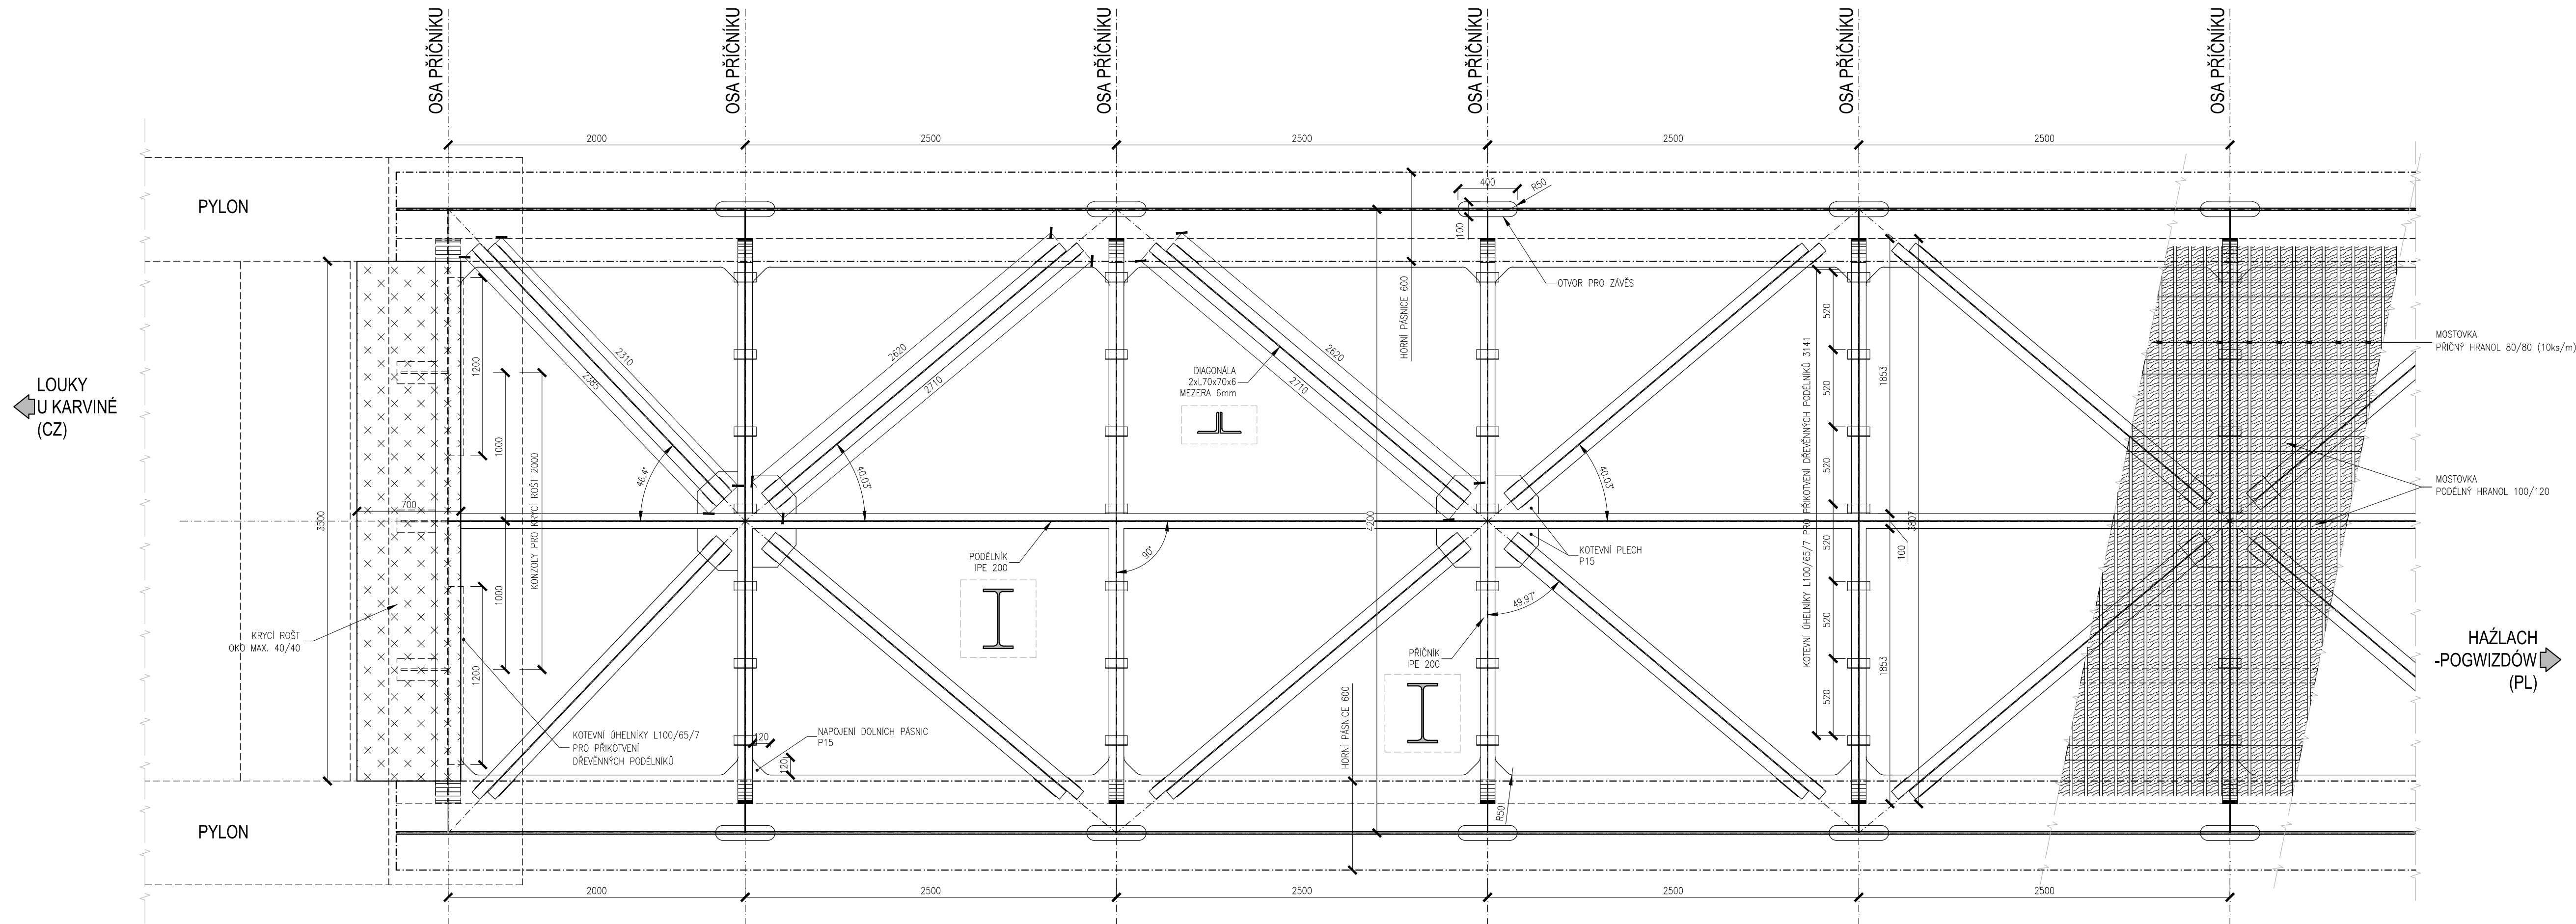 OSA PŘÍČNÍKU
OSA PŘÍČNÍKU
OSA PŘÍČNÍKU
OSA PŘÍČNÍKU
OSA PŘÍČNÍKU
OSA PŘÍČNÍKU
2000
2500
2500
2500
2500
PYLON
400
R50
100
HORNÍ PÁSNICE 600
OTVOR PRO ZÁVĚS
LOUKY
U KARVINÉ
(CZ)
3500
700
1200
1000
1000
1200
KONZOLY PRO KRYCÍ ROŠT 2000
2310
2385
46.4°
2620
2710
40.03°
2620
2710
DIAGONÁLA
2xL70x70x6
MEZERA 6mm
40.03°
4200
KOTEVNÍ ÚHELNÍKY L100/65/7 PRO PŘIKOTVENÍ DŘEVĚNNÝCH PODÉLNÍKŮ 3141
520
520
520
520
520
520
1853
1853
3807
100
MOSTOVKA
PŘÍČNÝ HRANOL 80/80 (10ks/m)
MOSTOVKA
PODÉLNÝ HRANOL 100/120
PODÉLNÍK
IPE 200
90°
KOTEVNÍ PLECH
P15
49.97°
PŘÍČNÍK
IPE 200
KRYCÍ ROŠT
OKO MAX. 40/40
KOTEVNÍ ÚHELNÍKY L100/65/7
PRO PŘIKOTVENÍ
DŘEVĚNNÝCH PODÉLNÍKŮ
120
120
NAPOJENÍ DOLNÍCH PÁSNIC
P15
HORNÍ PÁSNICE 600
R50
HAŹLACH
-POGWIZDÓW
(PL)
PYLON
2000
2500
2500
2500
2500